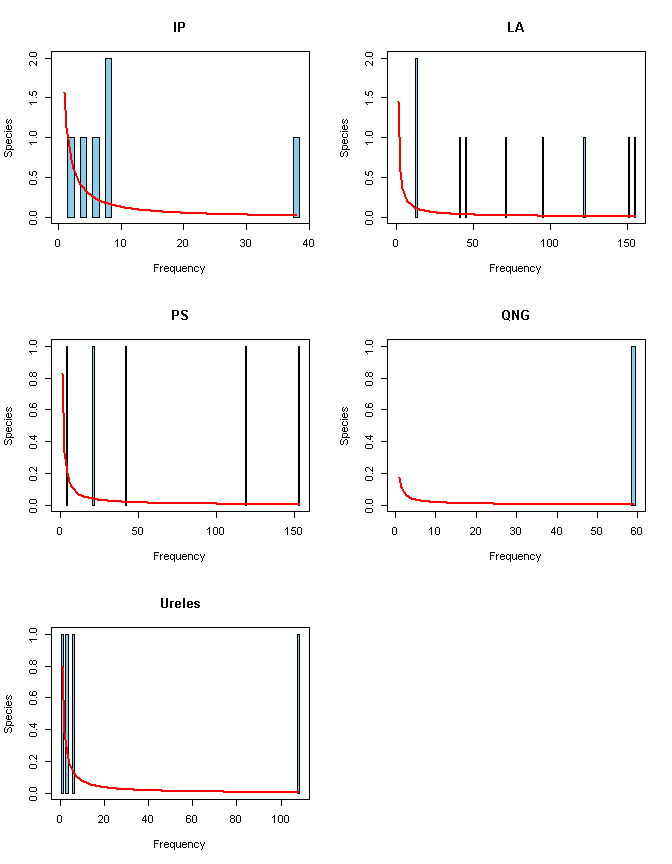 IP
Species
0.0 0.5 1.0 1.5 2.0
0 10 20 30 40
Frequency
LA
Species
0.0 0.5 1.0 1.5 2.0
0 50 100 150
Frequency
PS
Species
0.0 0.2 0.4 0.6 0.8 1.0
0 50 100 150
Frequency
QNG
Species
0.0 0.2 0.4 0.6 0.8 1.0
0 10 20 30 40 50 60
Frequency
Ureles
Species
0.0 0.2 0.4 0.6 0.8 1.0
0 20 40 60 80 100
Frequency